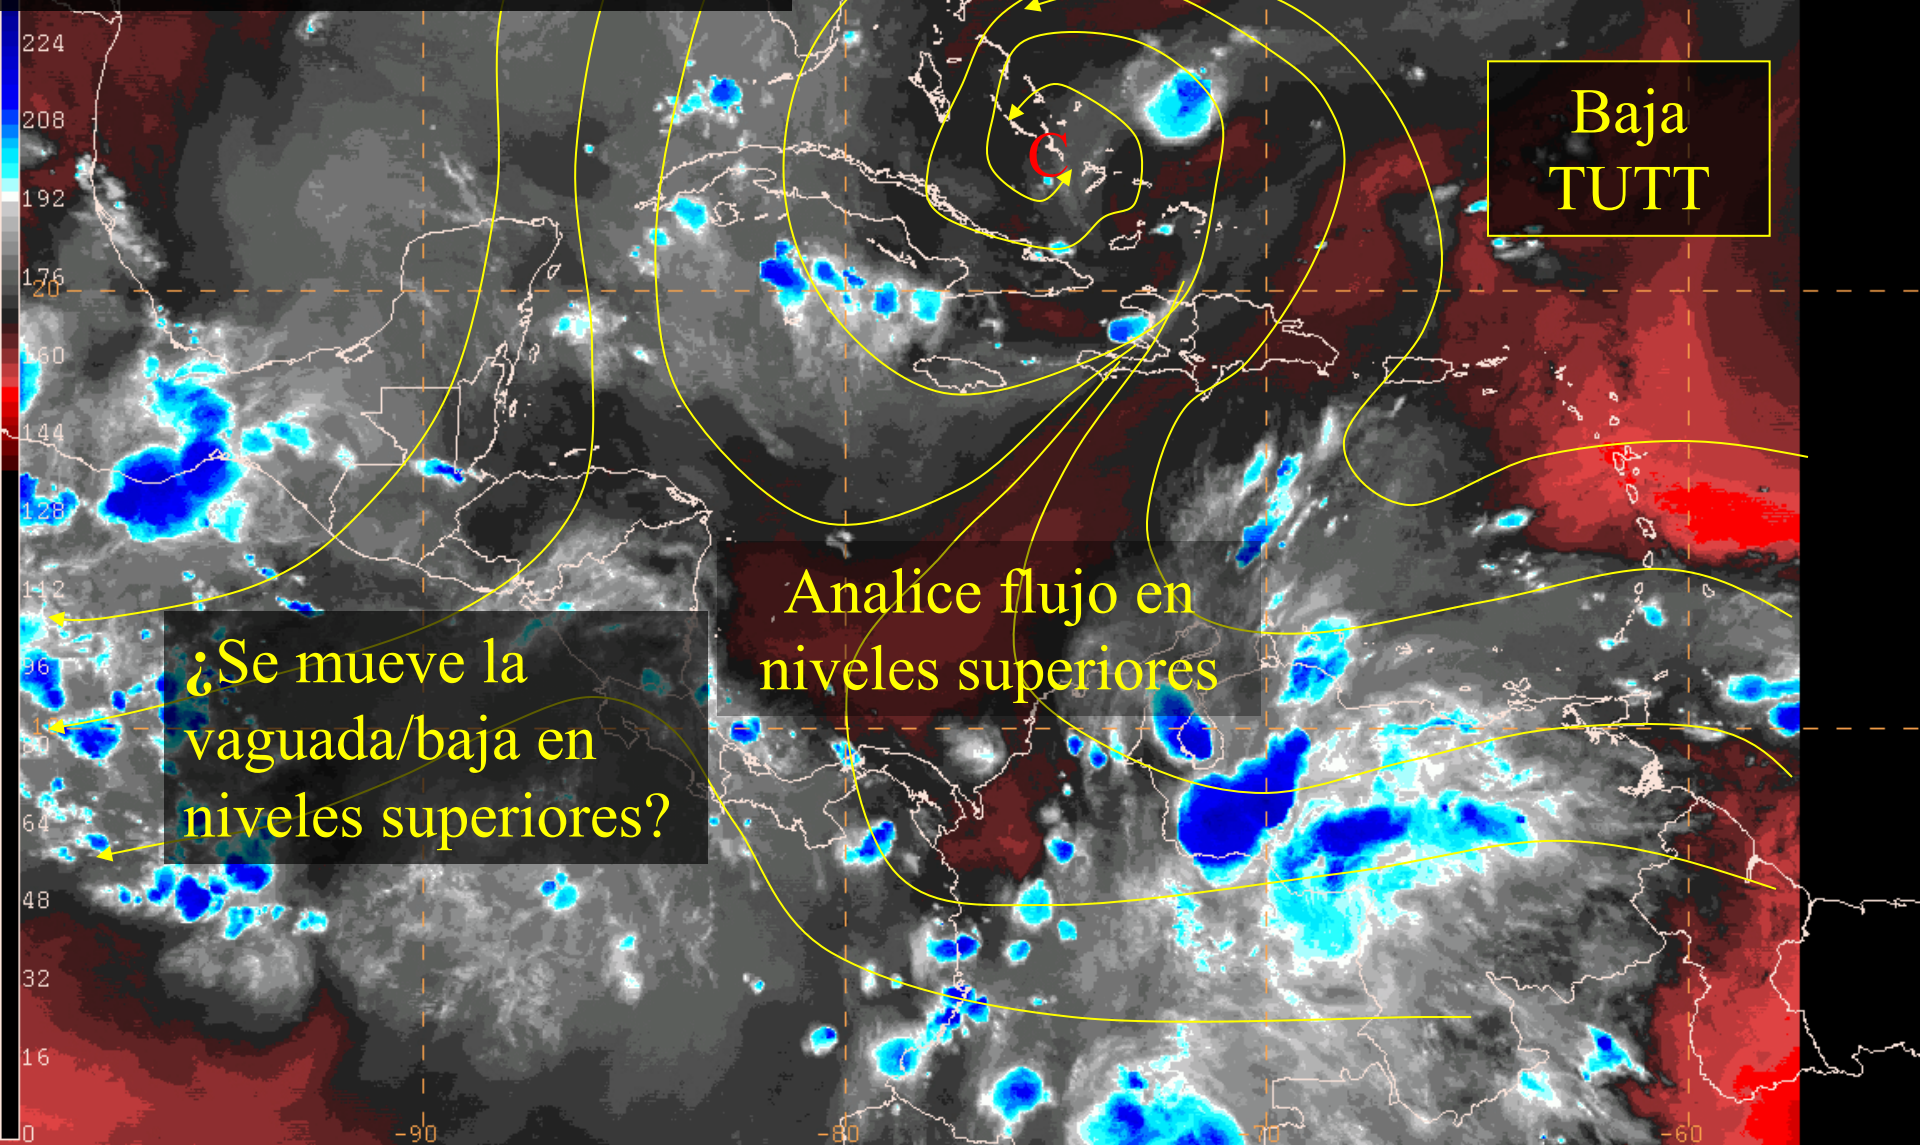 224
208
192
176
20
160
144
128
112
96
80
64
48
32
16
0
-90
-80
-70
-60
C
Baja
TUTT
Analice flujo en
niveles superiores
¿Se mueve la
vaguada/baja en
niveles superiores?